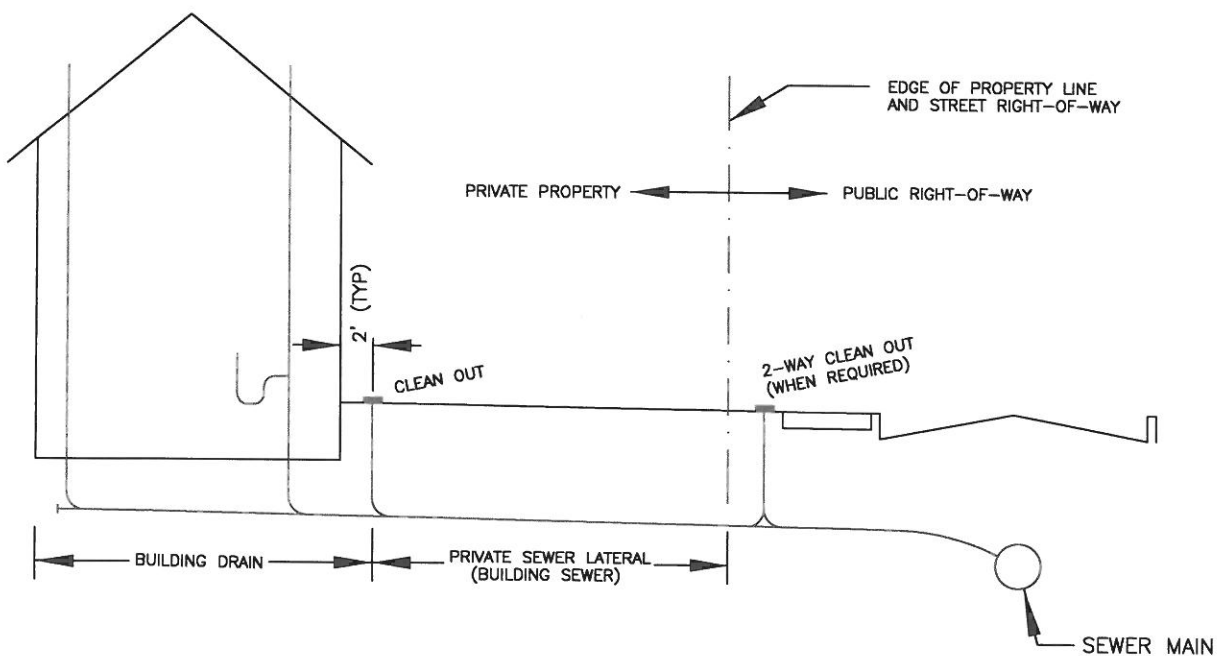 EDGE OF PROPERTY LINE
AND STREET RIGHT-OF-WAY
PRIVATE PROPERTY
PUBLIC RIGHT-OF-WAY
2' (TYP)
CLEAN OUT
2-WAY CLEAN OUT
(WHEN REQUIRED)
BUILDING DRAIN
PRIVATE SEWER LATERAL
(BUILDING SEWER)
SEWER MAIN